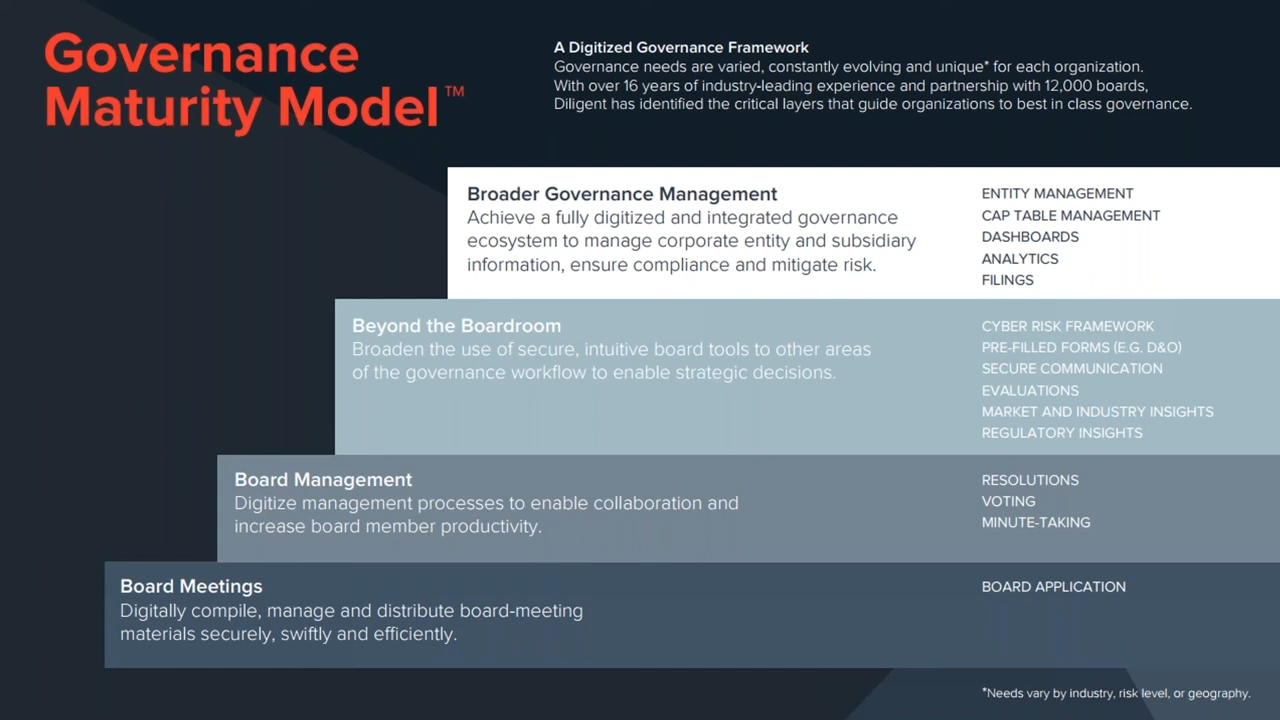 Governance
Maturity Model™
A Digitized Governance Framework
Governance needs are varied, constantly evolving and unique* for each organization.
With over 16 years of industry-leading experience and partnership with 12,000 boards,
Diligent has identified the critical layers that guide organizations to best in class governance.
Broader Governance Management
Achieve a fully digitized and integrated governance
ecosystem to manage corporate entity and subsidiary
information, ensure compliance and mitigate risk.
ENTITY MANAGEMENT
CAP TABLE MANAGEMENT
DASHBOARDS
ANALYTICS
FILINGS
Beyond the Boardroom
Broaden the use of secure, intuitive board tools to other areas
of the governance workflow to enable strategic decisions.
CYBER RISK FRAMEWORK
PRE-FILLED FORMS (E.G. D&O)
SECURE COMMUNICATION
EVALUATIONS
MARKET AND INDUSTRY INSIGHTS
REGULATORY INSIGHTS
Board Management
Digitize management processes to enable collaboration and
increase board member productivity.
RESOLUTIONS
VOTING
MINUTE-TAKING
Board Meetings
Digitally compile, manage and distribute board-meeting
materials securely, swiftly and efficiently.
BOARD APPLICATION
*Needs vary by industry, risk level, or geography.